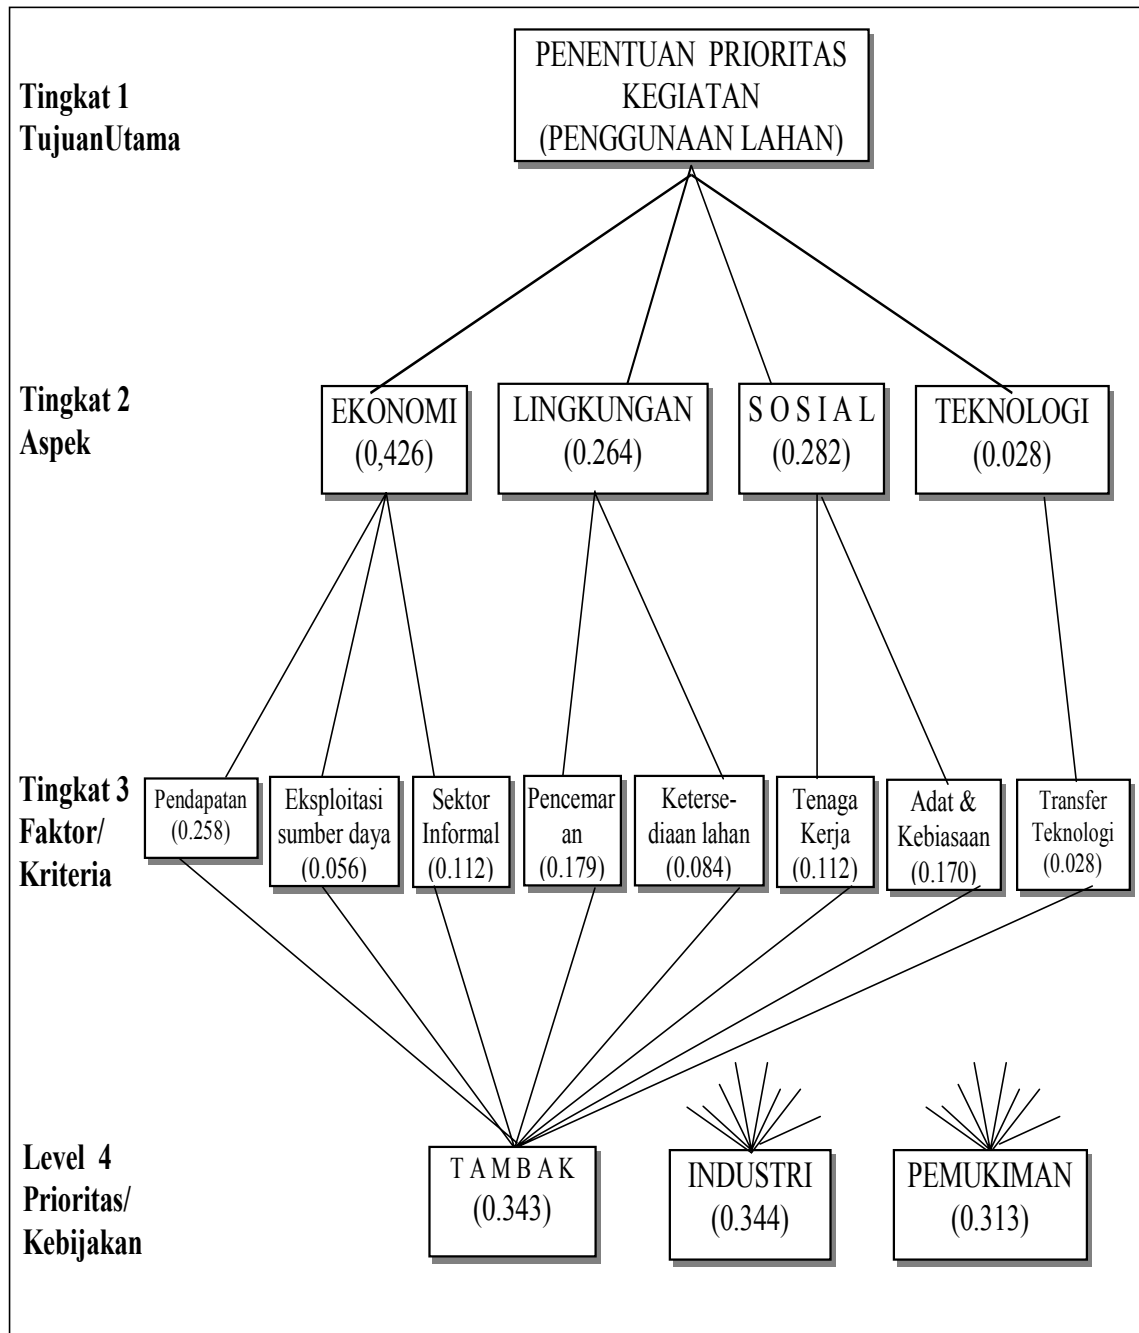 PENENTUAN PRIORITAS
KEGIATAN
(PENGGUNAAN LAHAN)
Tingkat 1
TujuanUtama
Tingkat 2
Aspek
EKONOMI
(0,426)
LINGKUNGAN
(0.264)
S O S I A L
(0.282)
TEKNOLOGI
(0.028)
Tingkat 3
Faktor/
Kriteria
Pendapatan
(0.258)
Eksploitasi
sumber daya
(0.056)
Sektor
Informal
(0.112)
Pencemar
an
(0.179)
Keterse-
diaan lahan
(0.084)
Tenaga
Kerja
(0.112)
Adat &
Kebiasaan
(0.170)
Transfer
Teknologi
(0.028)
Level 4
Prioritas/
Kebijakan
T A M B A K
(0.343)
INDUSTRI
(0.344)
PEMUKIMAN
(0.313)